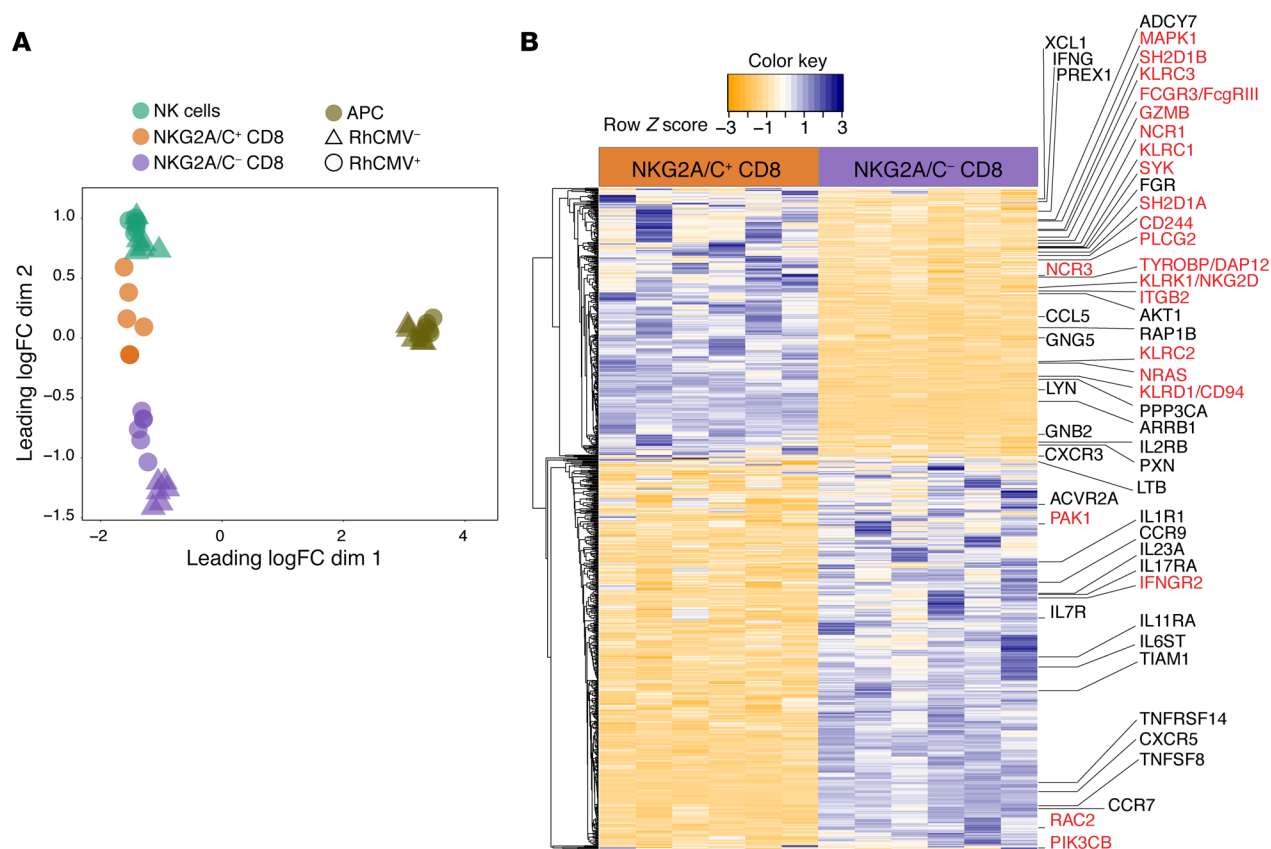 A
NK cells
NKG2A/C⁺ CD8
NKG2A/C⁻ CD8
APC
RhCMV⁻
RhCMV⁺
Leading logFC dim 2
1.0
0.5
0.0
−0.5
−1.0
−1.5
−2
0
2
4
Leading logFC dim 1
B
Color key
Row Z score
−3
−1
1
3
NKG2A/C⁺ CD8
NKG2A/C⁻ CD8
XCL1
IFNG
PREX1
ADCY7
MAPK1
SH2D1B
KLRC3
FCGR3/FcgRIII
GZMB
NCR1
KLRC1
SYK
FGR
SH2D1A
CD244
PLCG2
NCR3
TYROBP/DAP12
KLRK1/NKG2D
ITGB2
AKT1
CCL5
RAP1B
GNG5
KLRC2
NRAS
KLRD1/CD94
LYN
PPP3CA
ARRB1
GNB2
IL2RB
CXCR3
PXN
LTB
ACVR2A
PAK1
IL1R1
CCR9
IL23A
IL17RA
IFNGR2
IL7R
IL11RA
IL6ST
TIAM1
TNFRSF14
CXCR5
TNFSF8
CCR7
RAC2
PIK3CB